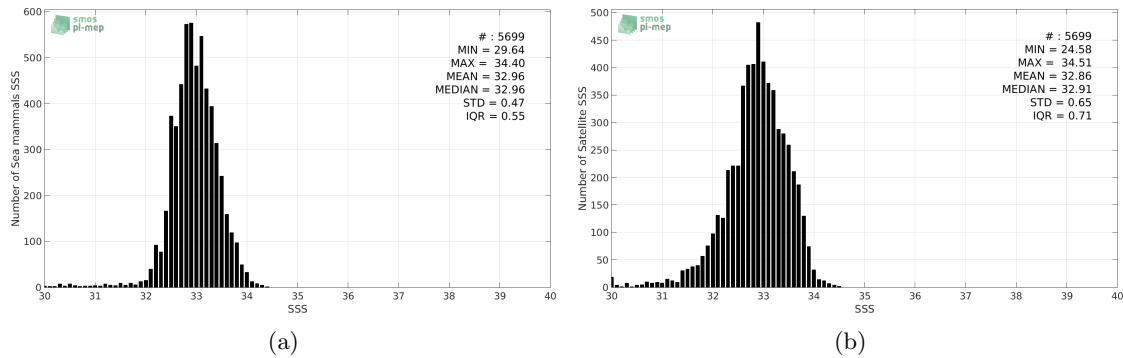 smos
pi-mep
# : 5699
MIN = 29.64
MAX = 34.40
MEAN = 32.96
MEDIAN = 32.96
STD = 0.47
IQR = 0.55
Number of Sea mammals SSS
600
500
400
300
200
100
0
30 31 32 33 34 35 36 37 38 39 40
SSS
(a)
smos
pi-mep
# : 5699
MIN = 24.58
MAX = 34.51
MEAN = 32.86
MEDIAN = 32.91
STD = 0.65
IQR = 0.71
Number of Satellite SSS
500
450
400
350
300
250
200
150
100
50
0
30 31 32 33 34 35 36 37 38 39 40
SSS
(b)